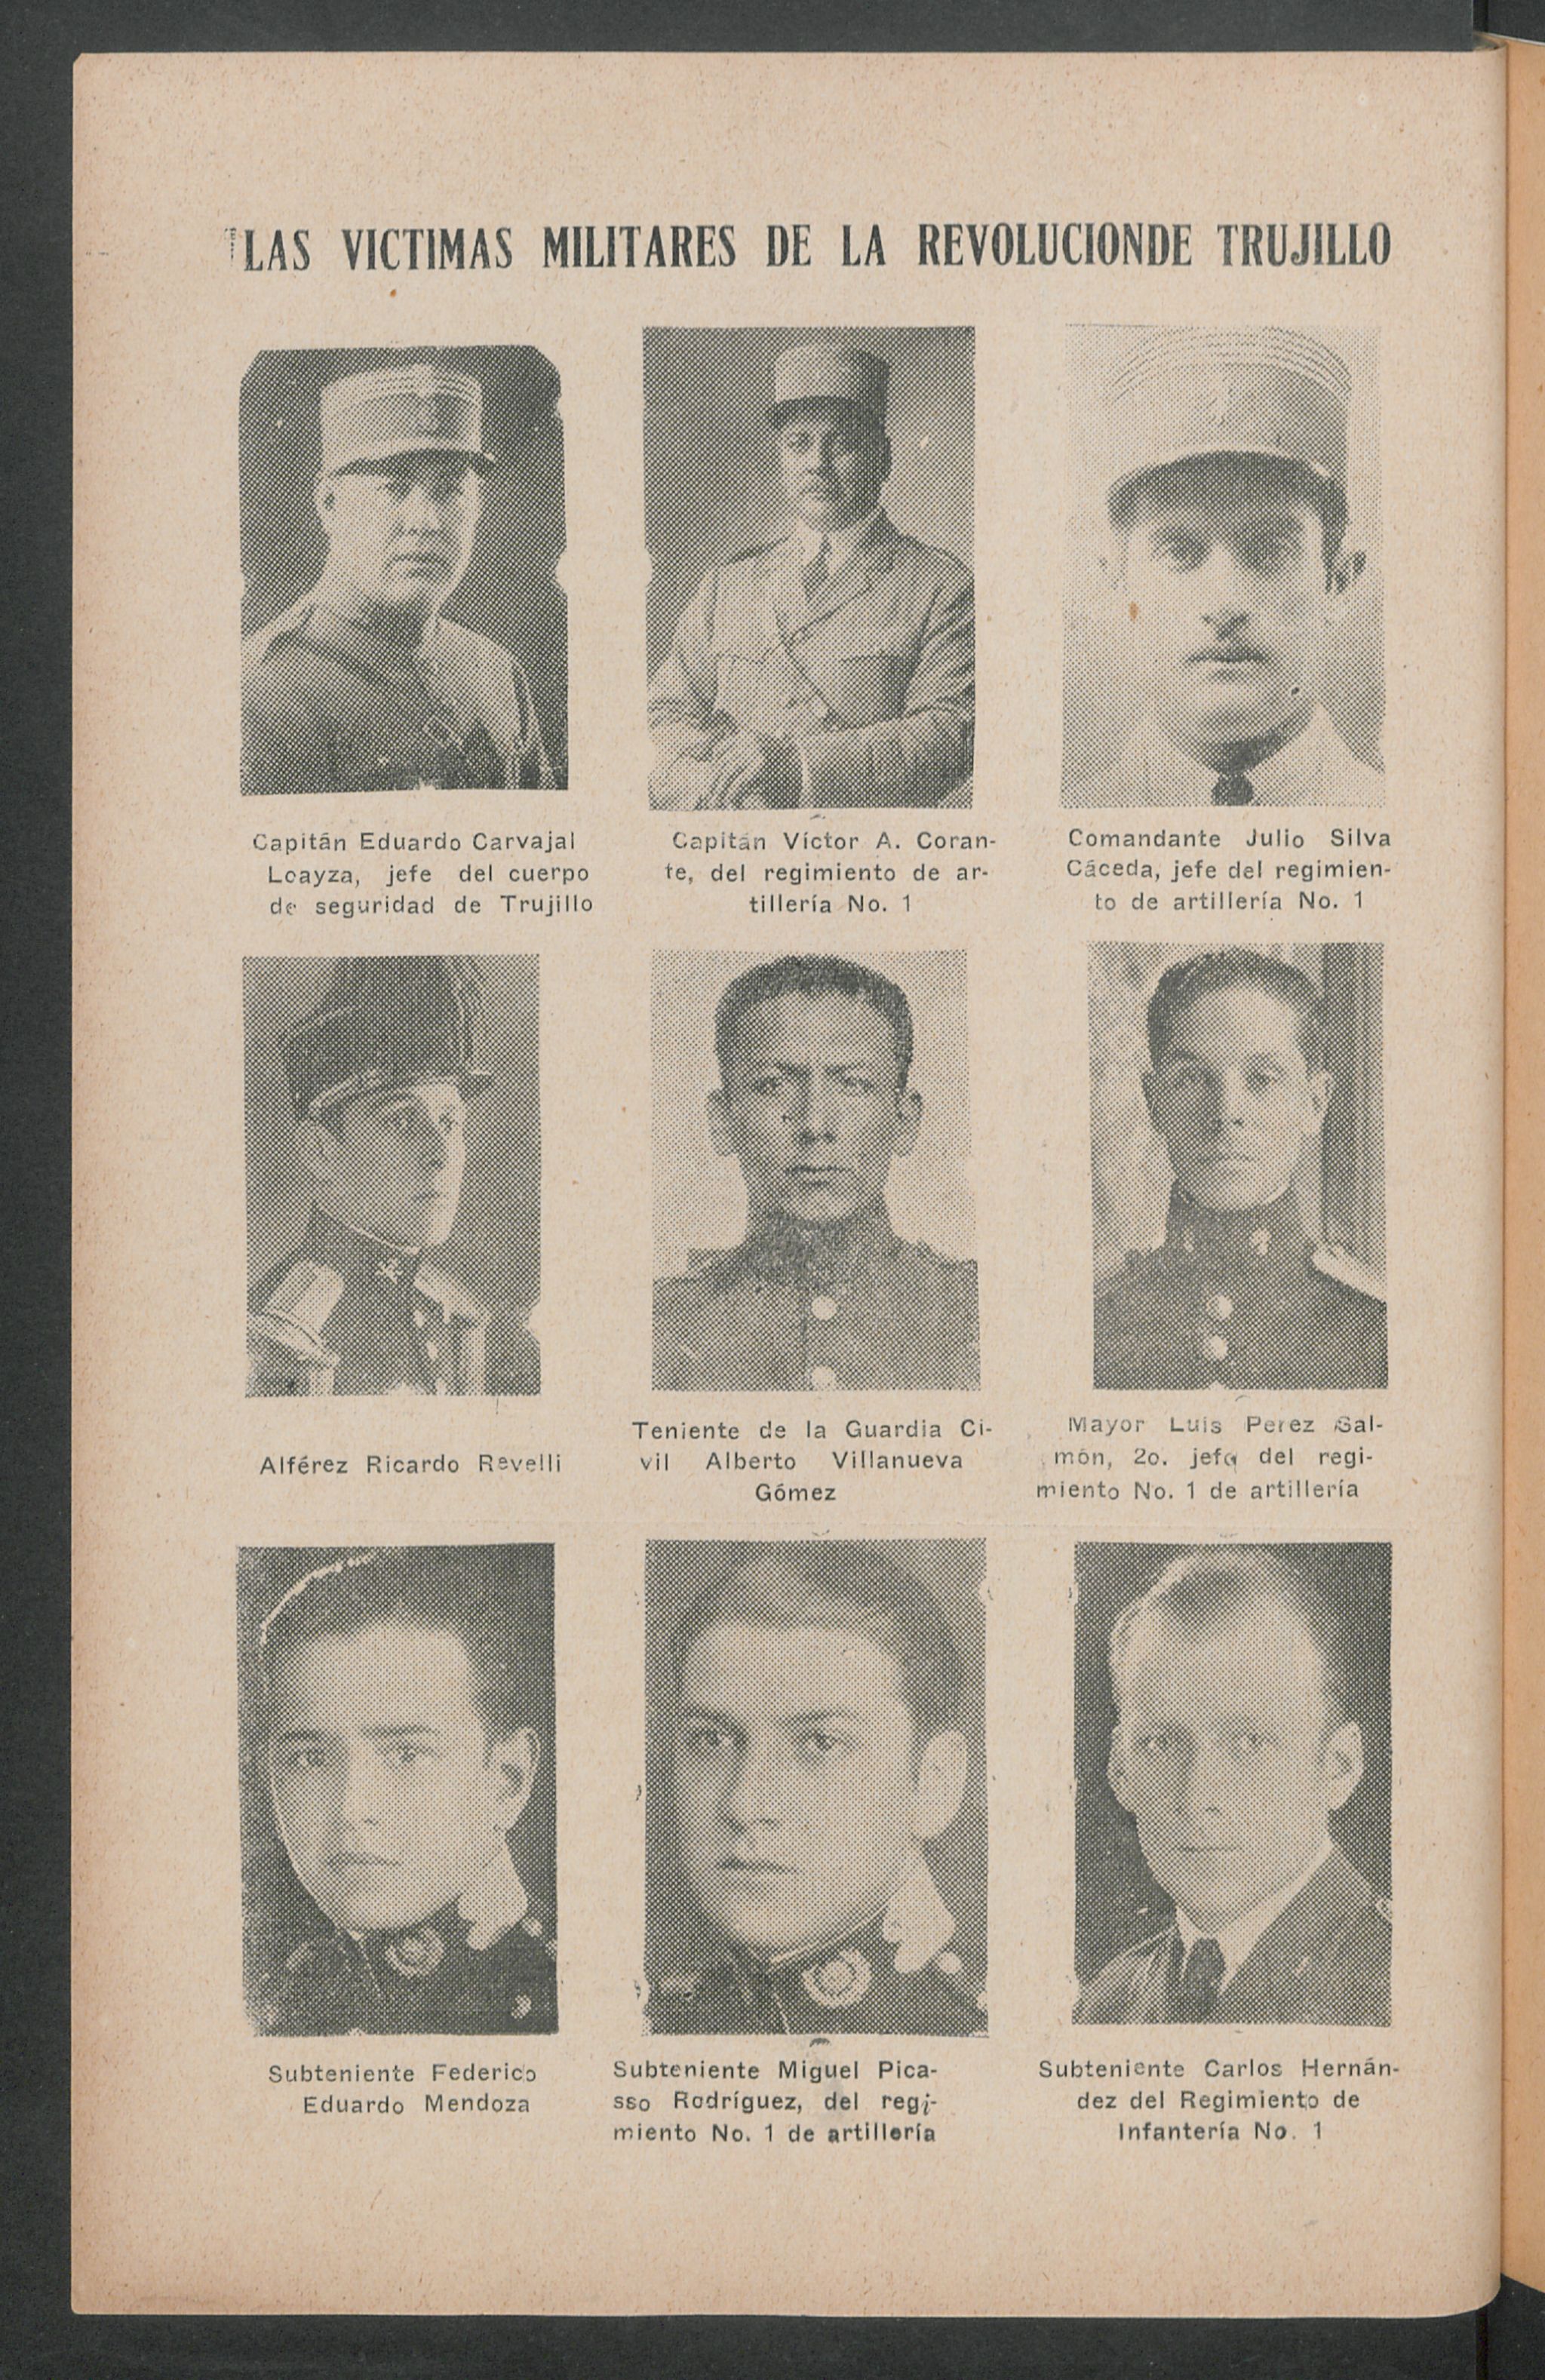 LAS VICTIMAS MILITARES DE LA REVOLUCIONDE TRUJILLO
Capitán Eduardo Carvajal
Loayza, jefe del cuerpo
de seguridad de Trujillo
Capitán Víctor A. Coran-
te, del regimiento de ar-
tillería No. 1
Comandante Julio Silva
Cáceda, jefe del regimien-
to de artillería No. 1
Alférez Ricardo Revelli
Teniente de la Guardia Ci-
vil Alberto Villanueva
Gómez
Mayor Luis Perez Sal-
món, 2o. jefe del regi-
miento No. 1 de artillería
Subteniente Federico
Eduardo Mendoza
Subteniente Miguel Pica-
sso Rodríguez, del regi-
miento No. 1 de artillería
Subteniente Carlos Hernán-
dez del Regimiento de
Infantería No. 1